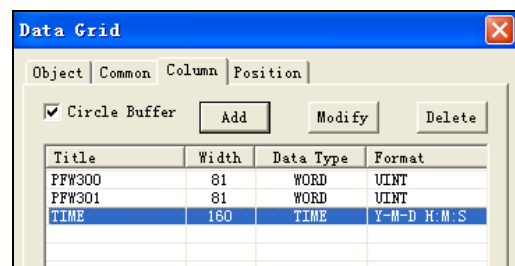 Data Grid
Object Common Column Position
Circle Buffer Add Modify Delete
Title Width Data Type Format
PFW300 81 WORD UINT
PFW301 81 WORD UINT
TIME 160 TIME Y-M-D H:M:S